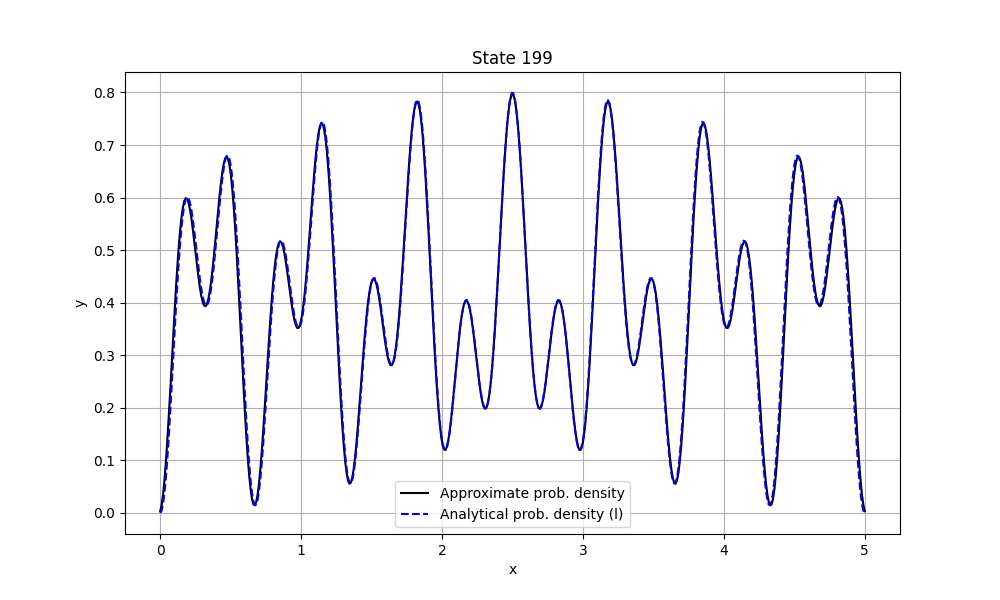 State 199
y
0.8
0.7
0.6
0.5
0.4
0.3
0.2
0.1
0.0
Approximate prob. density
Analytical prob. density (l)
0 1 2 3 4 5
x